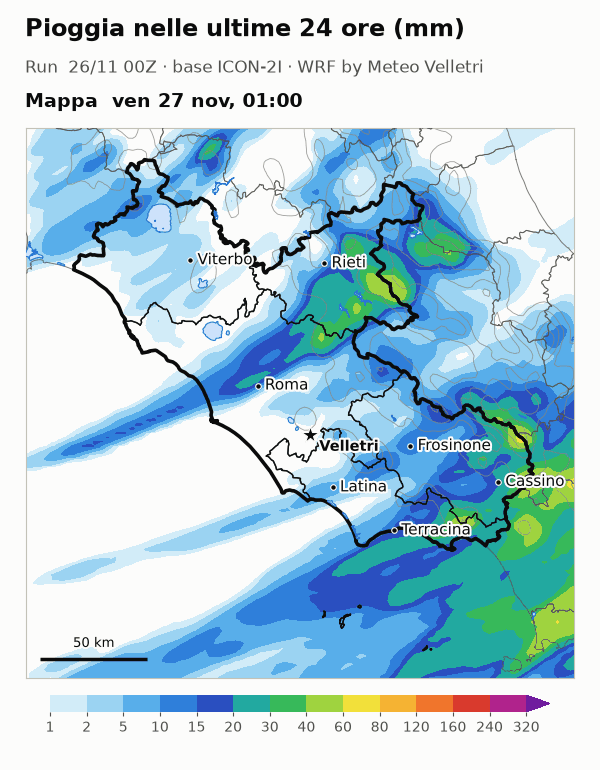 Pioggia nelle ultime 24 ore (mm)
Run  26/11 00Z · base ICON-2I · WRF by Meteo Velletri
Mappa  ven 27 nov, 01:00
Viterbo
Rieti
Roma
Velletri
Frosinone
Latina
Cassino
Terracina
50 km
1 2 5 10 15 20 30 40 60 80 120 160 240 320